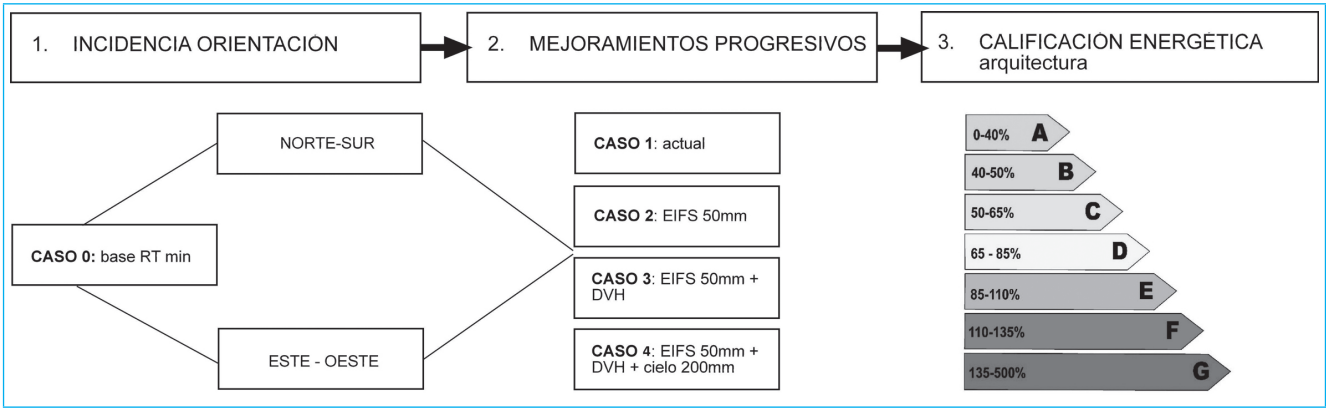 1. INCIDENCIA ORIENTACIÓN
2. MEJORAMIENTOS PROGRESIVOS
3. CALIFICACIÓN ENERGÉTICA
arquitectura
CASO 0: base RT min
NORTE-SUR
ESTE - OESTE
CASO 1: actual
CASO 2: EIFS 50mm
CASO 3: EIFS 50mm +
DVH
CASO 4: EIFS 50mm +
DVH + cielo 200mm
0-40% A
40-50% B
50-65% C
65 - 85% D
85-110% E
110-135% F
135-500% G